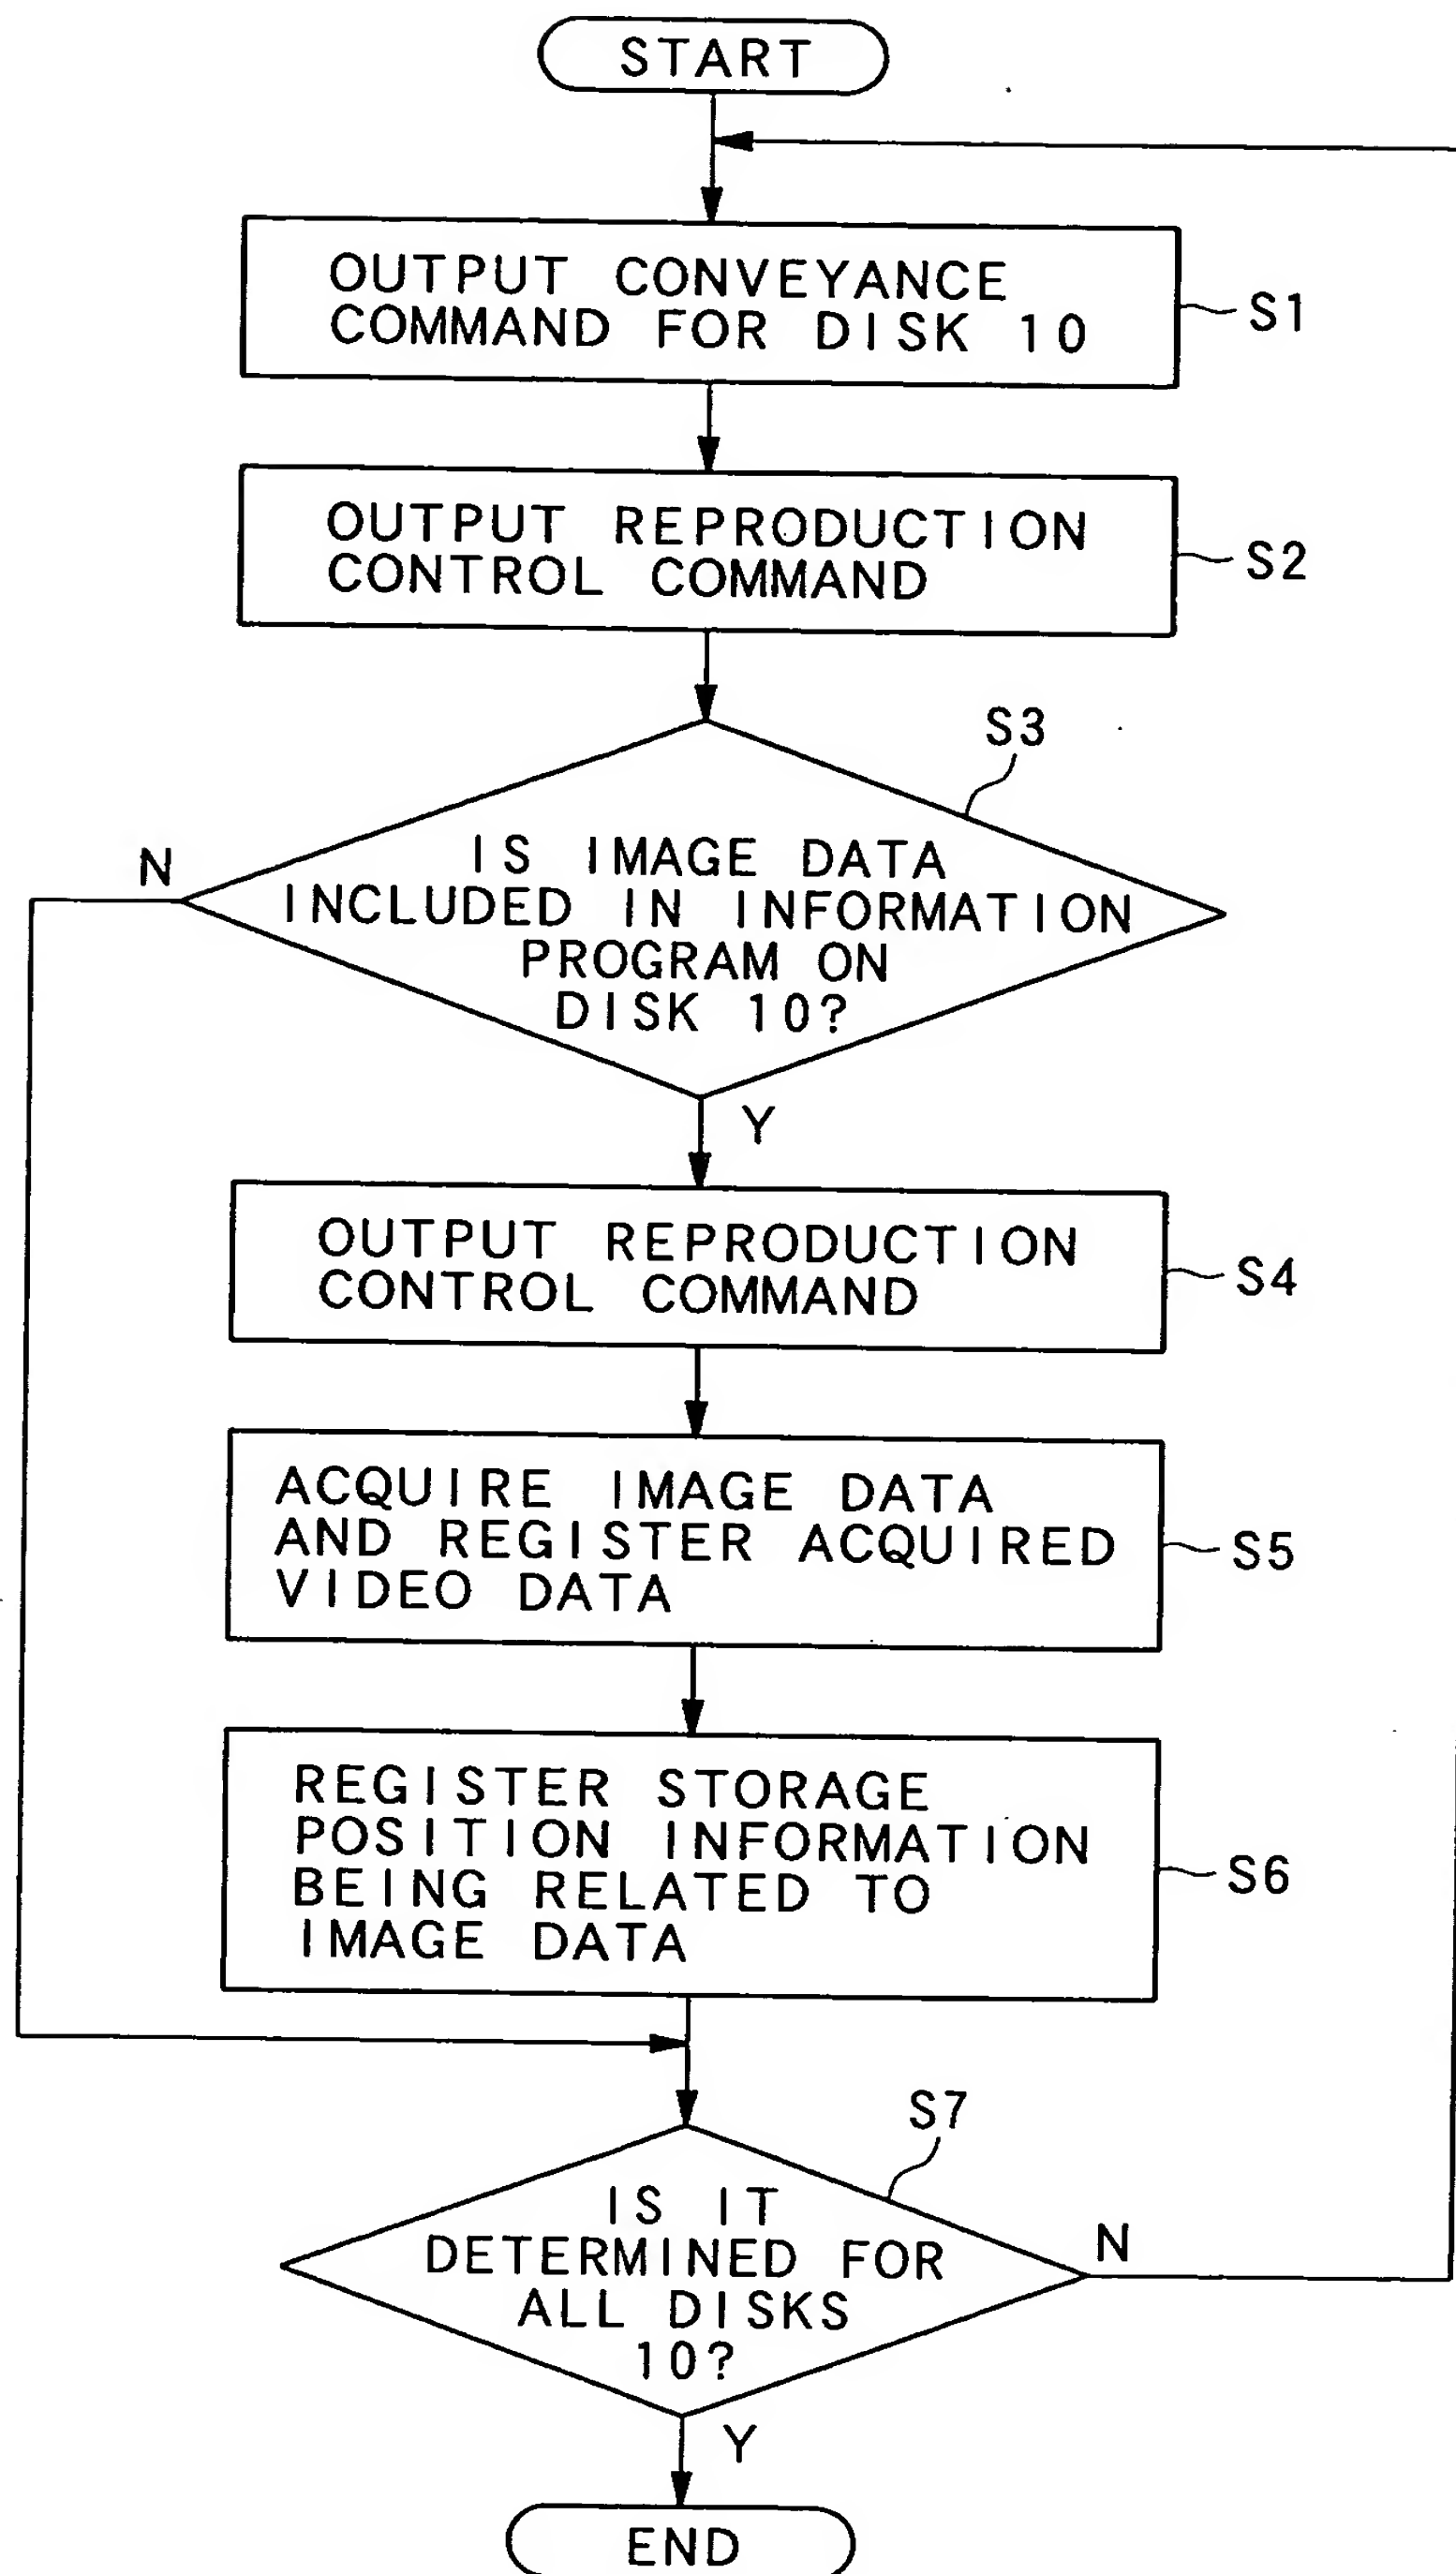 START
OUTPUT CONVEYANCE
COMMAND FOR DISK 10
S1
OUTPUT REPRODUCTION
CONTROL COMMAND
S2
S3
N
IS IMAGE DATA
INCLUDED IN INFORMATION
PROGRAM ON
DISK 10?
Y
OUTPUT REPRODUCTION
CONTROL COMMAND
S4
ACQUIRE IMAGE DATA
AND REGISTER ACQUIRED
VIDEO DATA
S5
REGISTER STORAGE
POSITION INFORMATION
BEING RELATED TO
IMAGE DATA
S6
S7
IS IT
DETERMINED FOR
ALL DISKS
10?
N
Y
END